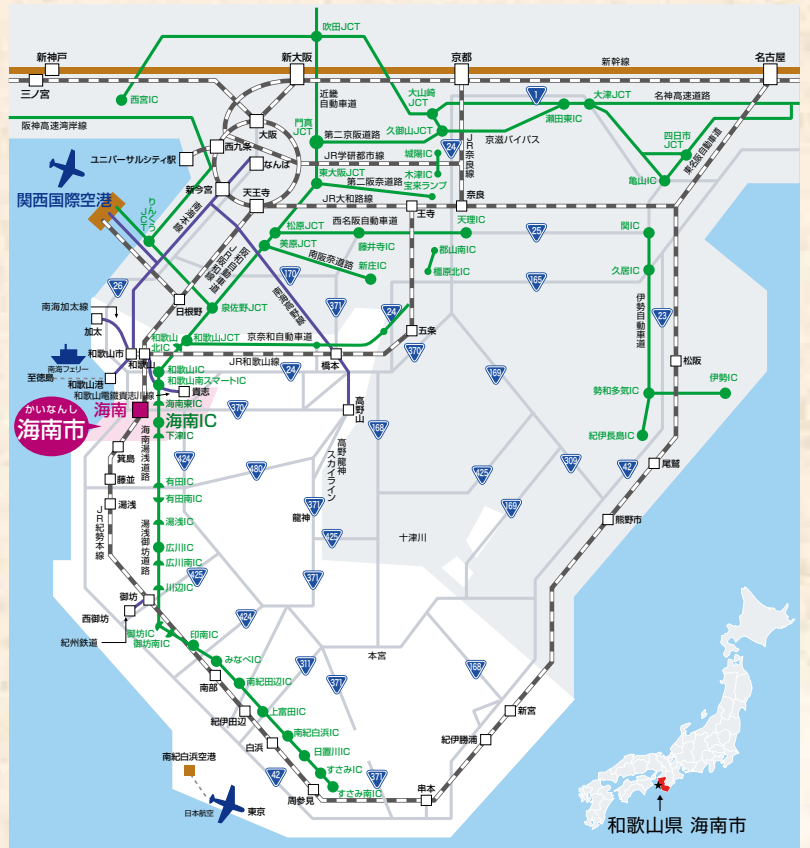 吹田JCT
新神戸
新大阪
京都
新幹線
名古屋
三ノ宮
西宮IC
近畿
自動車道
大山崎
JCT
1
大津JCT
名神高速道路
瀬田東IC
阪神高速湾岸線
大阪
門真
JCT
第二京阪道路
久御山JCT
京滋バイパス
四日市
JCT
東名阪自動車道
ユニバーサルシティ駅
西九条
なんば
JR学研都市線
城陽IC
24
JR奈良線
木津IC
宝来ランプ
東大阪JCT
第二阪奈道路
亀山IC
関西国際空港
りんくう
JCT
新今宮
天王寺
JR大和路線
奈良
王寺
南海本線
松原JCT
西名阪自動車道
天理IC
25
関IC
阪和自動車道
JR阪和線
美原JCT
藤井寺IC
南阪奈道路
新庄IC
郡山南IC
橿原北IC
165
久居IC
26
170
371
南海高野線
24
伊勢自動車道
23
南海加太線
加太
日根野
泉佐野JCT
和歌山
北IC
和歌山JCT
京奈和自動車道
五条
370
南海フェリー
至徳島
和歌山市
和歌山
JR和歌山線
橋本
松阪
和歌山港
和歌山IC
和歌山南スマートIC
24
169
和歌山電鐵貴志川線
貴志
勢和多気IC
伊勢IC
かいなんし
海南市
海南
海南東IC
海南IC
370
高野山
168
下津IC
紀伊長島IC
箕島
海南湯浅道路
424
480
高野龍神
スカイライン
425
309
42
尾鷲
藤並
有田IC
有田南IC
湯浅
371
龍神
169
JR紀勢本線
湯浅御坊道路
湯浅IC
広川IC
広川南IC
425
十津川
熊野市
425
371
川辺IC
御坊
西御坊
424
紀州鉄道
御坊IC
御坊南IC
印南IC
みなべIC
本宮
311
371
168
南部
南紀田辺IC
紀伊田辺
上富田IC
新宮
南紀白浜IC
紀伊勝浦
白浜
日置川IC
南紀白浜空港
42
すさみIC
371
すさみ南IC
周参見
串本
日本航空
東京
和歌山県 海南市